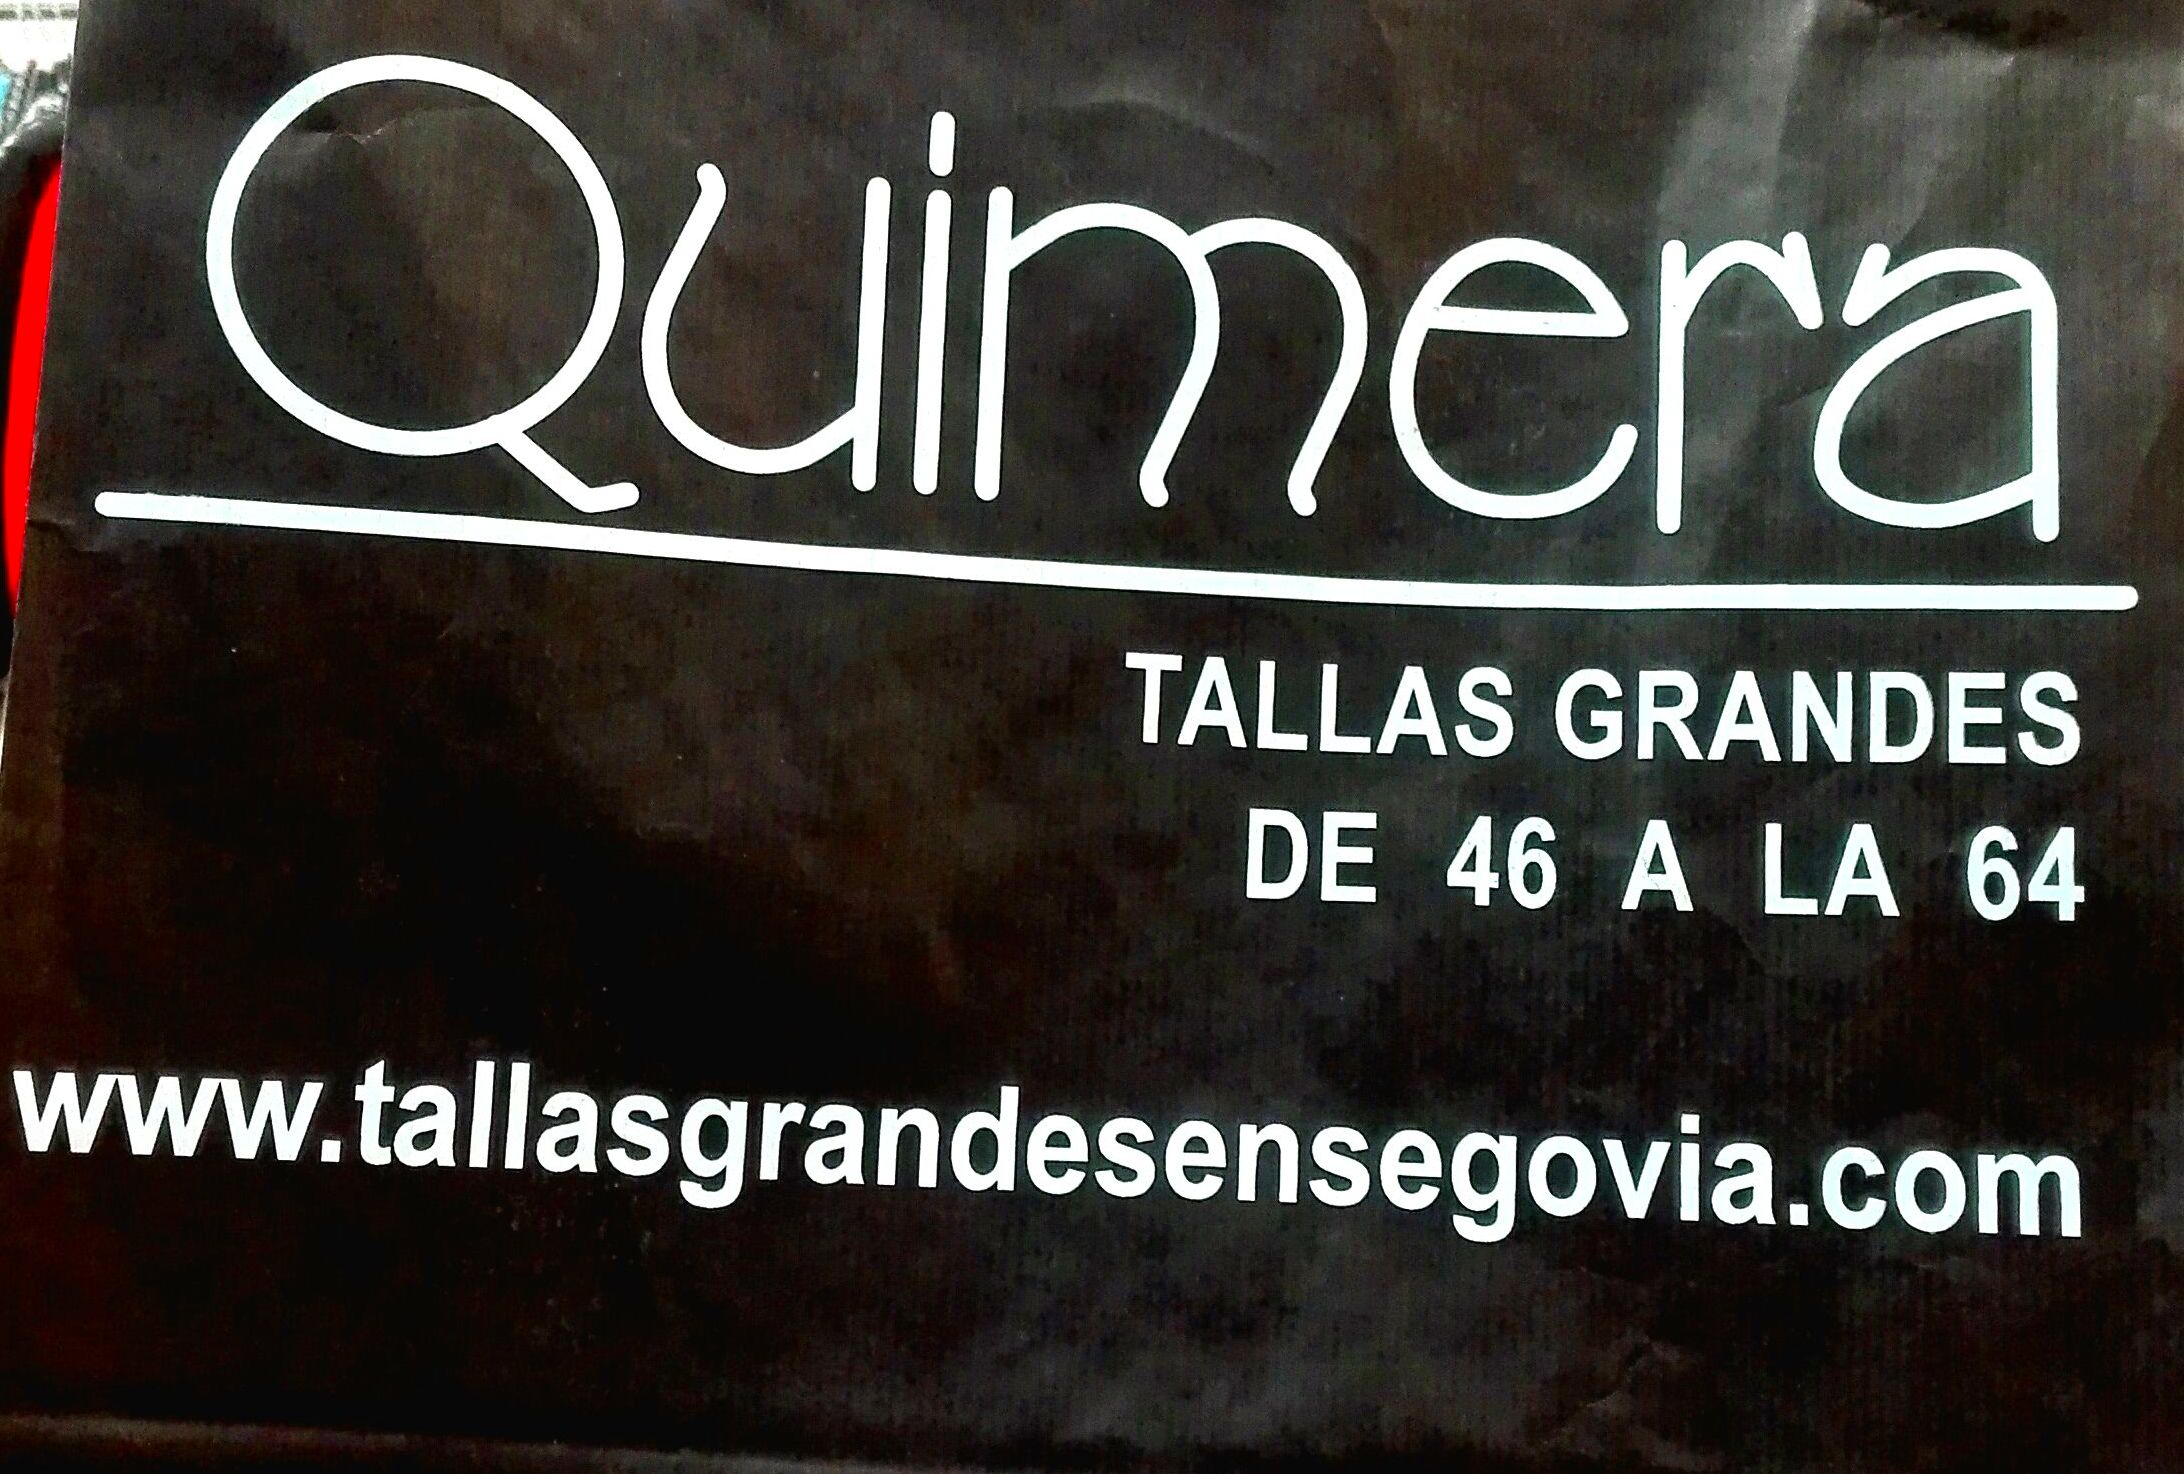 Quimera
TALLAS GRANDES
DE 46 A LA 64
www.tallasgrandesensegovia.com